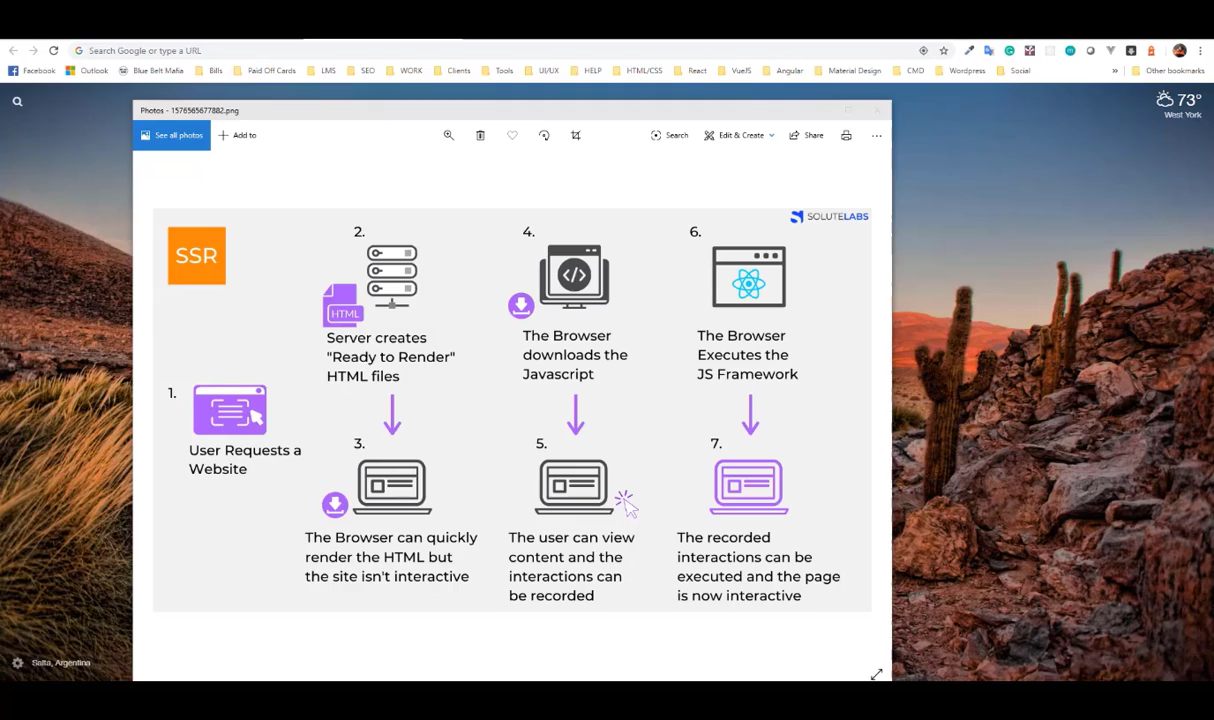 Search Google or type a URL
Facebook Outlook Blue Belt Mafia Bills Paid Off Cards LMS SEO WORK Clients Tools UI/UX HELP HTML/CSS React VueJS Angular Material Design CMD Wordpress Social » Other bookmarks
73°
West York
Photos - 1576565677882.png
See all photos + Add to Search Edit & Create Share
SOLUTELABS
SSR
2.
HTML
Server creates
"Ready to Render"
HTML files
4.
</>
The Browser
downloads the
Javascript
6.
The Browser
Executes the
JS Framework
1.
User Requests a
Website
3.
The Browser can quickly
render the HTML but
the site isn't interactive
5.
The user can view
content and the
interactions can
be recorded
7.
The recorded
interactions can be
executed and the page
is now interactive
Salta, Argentina